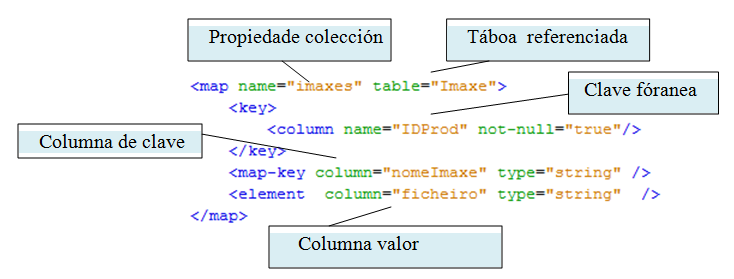 Propiedade colección
Táboa referenciada
<map name="imaxes" table="Imaxe">
Clave fóranea
<key>
<column name="IDProd" not-null="true"/>
Columna de clave
</key>
<map-key column="nomeImaxe" type="string" />
<element column="ficheiro" type="string" />
</map>
Columna valor